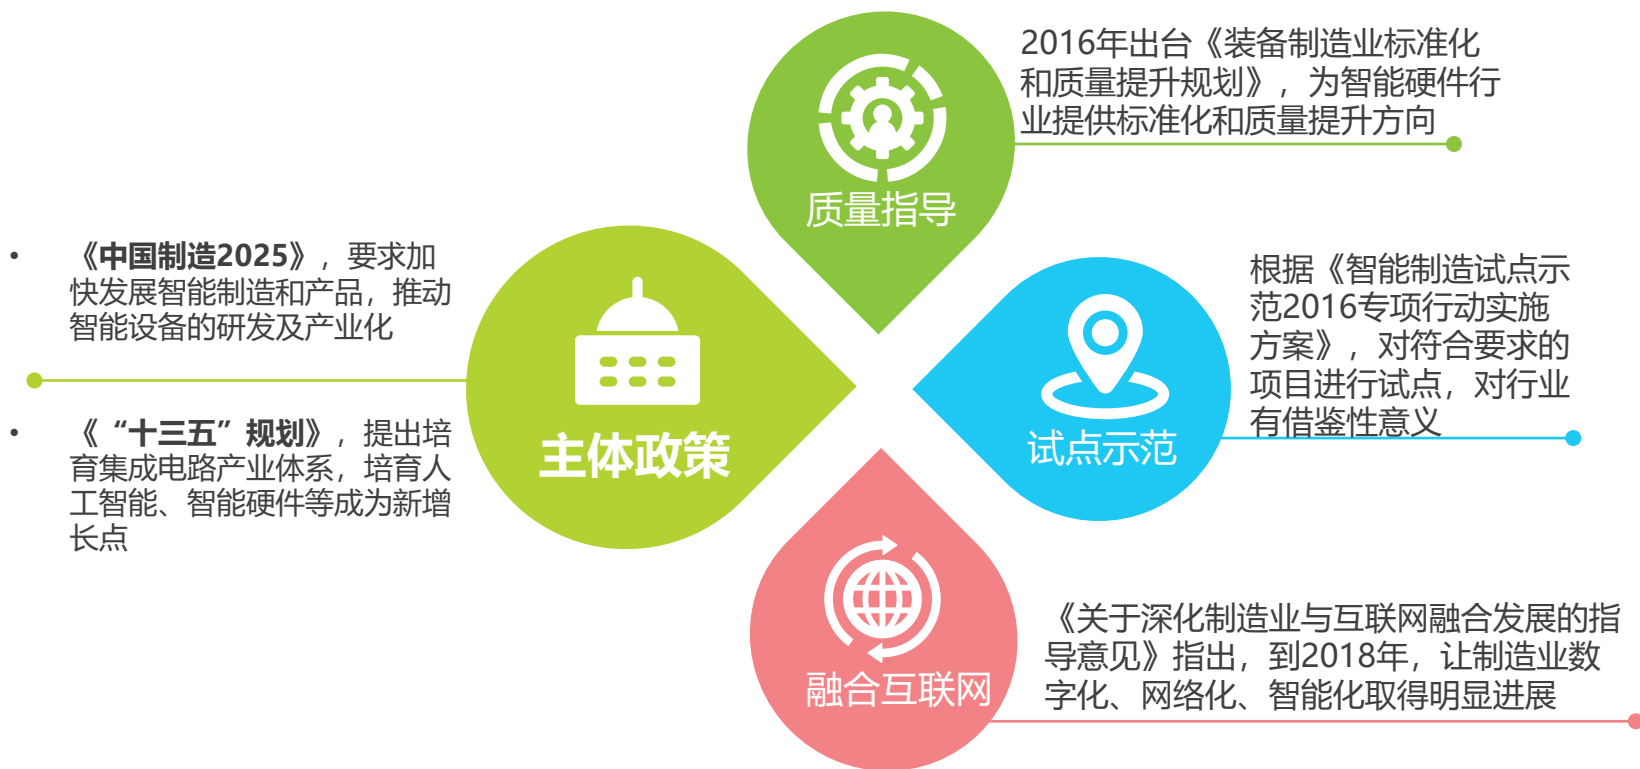 2016年出台《装备制造业标准化
和质量提升规划》，为智能硬件行
业提供标准化和质量提升方向
质量指导
• 《中国制造2025》，要求加
快发展智能制造和产品，推动
智能设备的研发及产业化
• 《“十三五”规划》，提出培
育集成电路产业体系，培育人
工智能、智能硬件等成为新增
长点
主体政策
根据《智能制造试点示
范2016专项行动实施
方案》，对符合要求的
项目进行试点，对行业
有借鉴性意义
试点示范
《关于深化制造业与互联网融合发展的指
导意见》指出，到2018年，让制造业数
字化、网络化、智能化取得明显进展
融合互联网